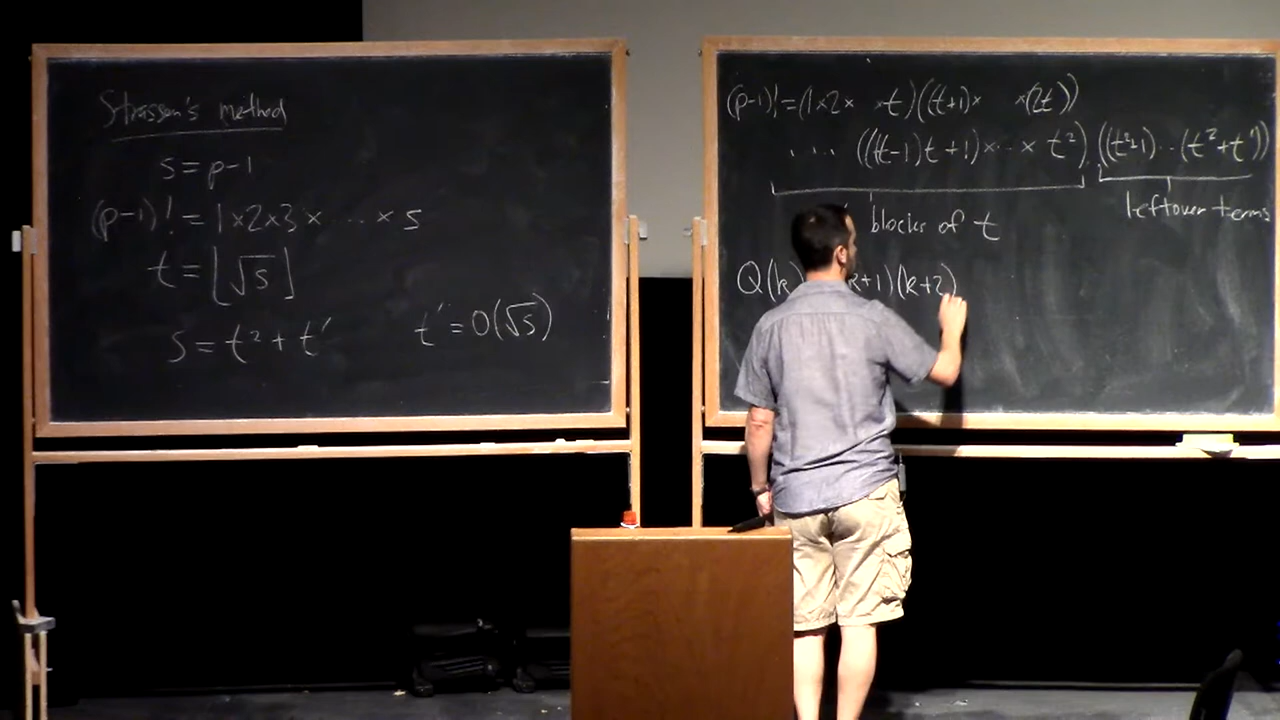 Strassen's method
s = p-1
(p-1)! = 1×2×3× ... × s
t = ⌊√s⌋
s = t² + t'
t' = O(√s)
(p-1)! = (1×2× ×t)((t+1)× ×(2t))
.... (((t-1)t+1)×...× t²) ((t²+1)...(t²+t'))
blocks of t
leftover terms
Q(k) +1)(k+2)